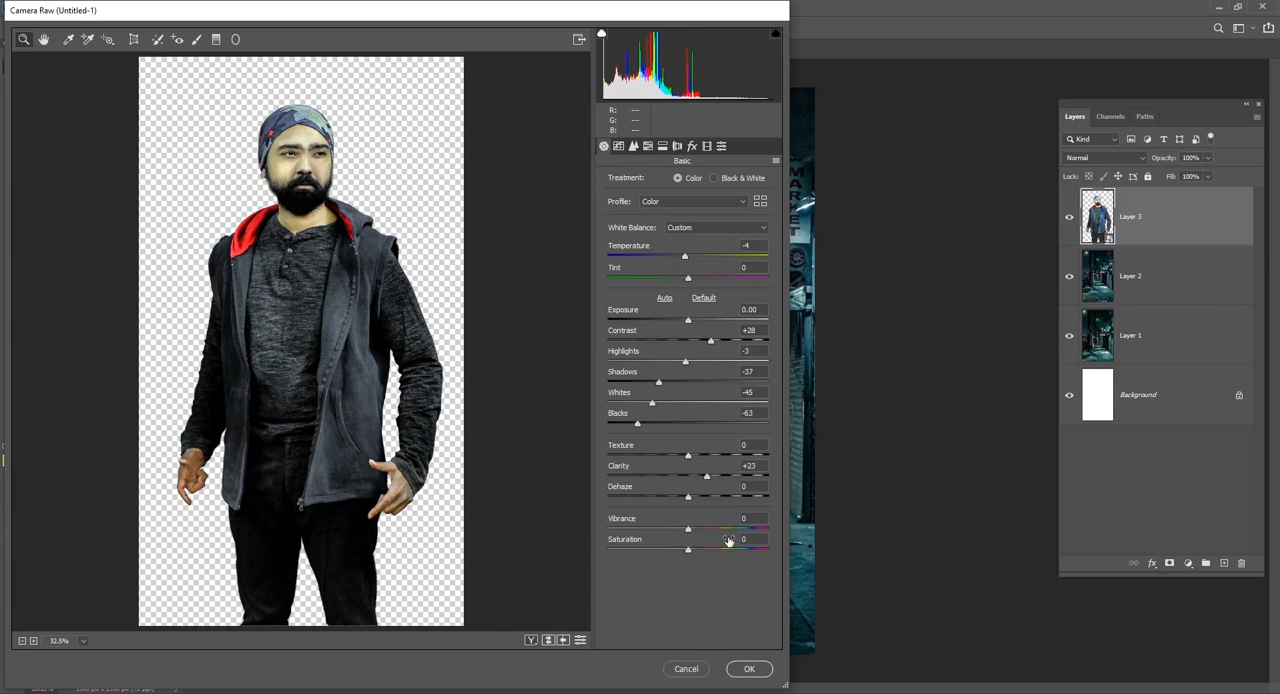 Camera Raw (Untitled-1)
R: ---
G: ---
B: ---
Basic
Treatment: Color Black & White
Profile: Color
White Balance: Custom
Temperature -4
Tint 0
Auto Default
Exposure 0.00
Contrast +28
Highlights -3
Shadows -37
Whites -45
Blacks -63
Texture 0
Clarity +23
Dehaze 0
Vibrance 0
Saturation 0
32.5%
Y
Cancel OK
Layers Channels Paths
Kind
Normal Opacity: 100%
Lock: Fill: 100%
Layer 3
Layer 2
Layer 1
Background
fx